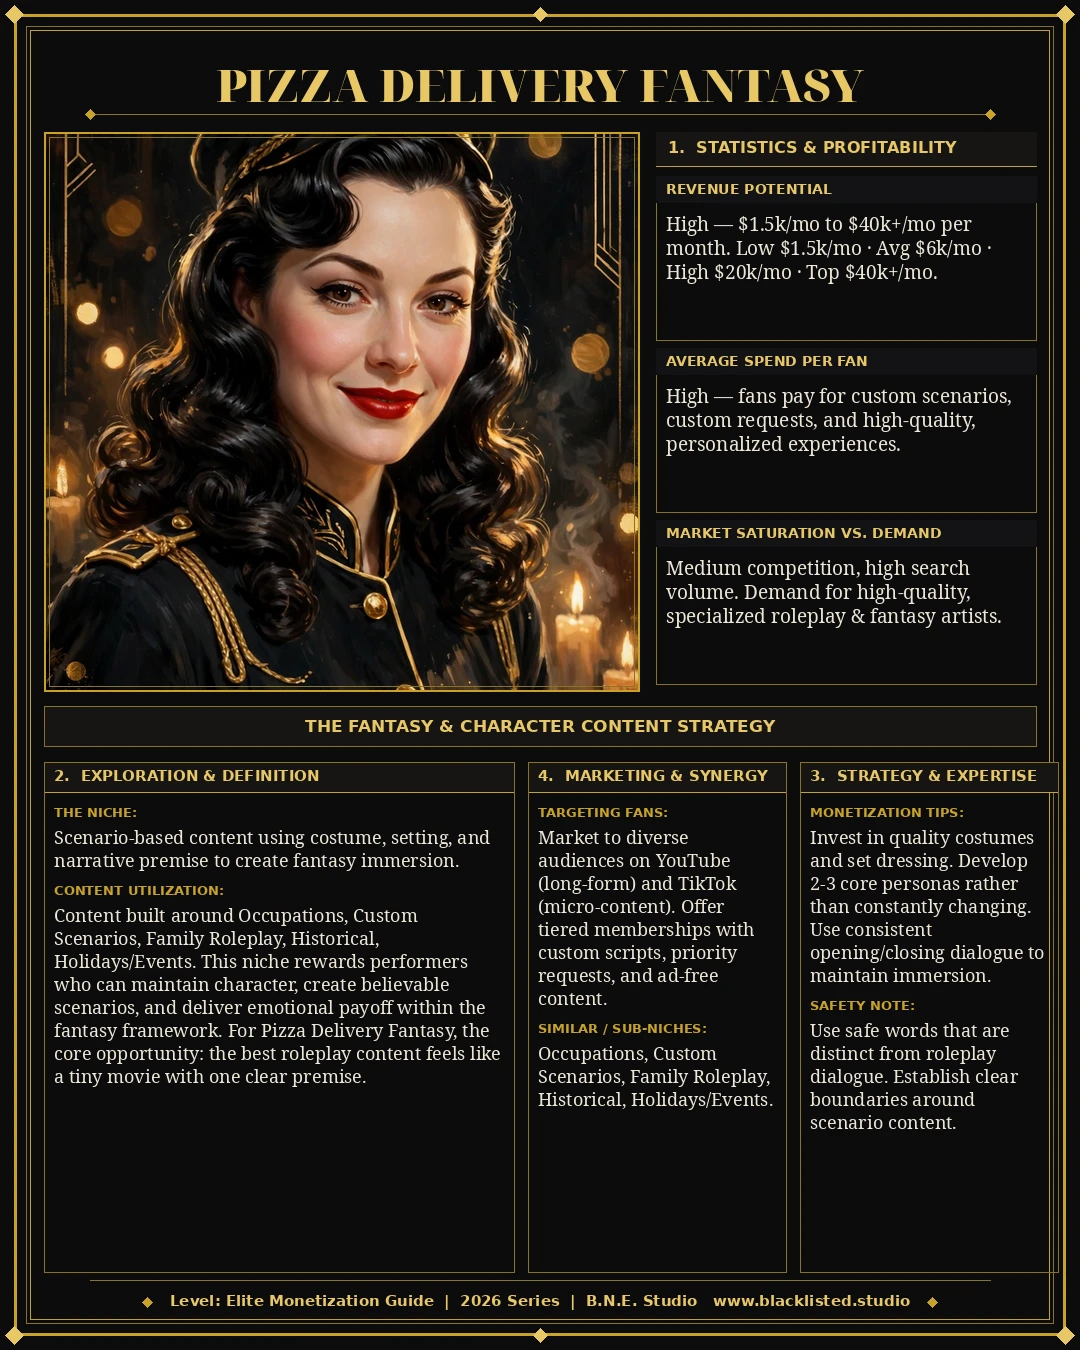 PIZZA DELIVERY FANTASY
1. STATISTICS & PROFITABILITY
REVENUE POTENTIAL
High — $1.5k/mo to $40k+/mo per
month. Low $1.5k/mo · Avg $6k/mo ·
High $20k/mo · Top $40k+/mo.
AVERAGE SPEND PER FAN
High — fans pay for custom scenarios,
custom requests, and high-quality,
personalized experiences.
MARKET SATURATION VS. DEMAND
Medium competition, high search
volume. Demand for high-quality,
specialized roleplay & fantasy artists.
THE FANTASY & CHARACTER CONTENT STRATEGY
2. EXPLORATION & DEFINITION
THE NICHE:
Scenario-based content using costume, setting, and
narrative premise to create fantasy immersion.
CONTENT UTILIZATION:
Content built around Occupations, Custom
Scenarios, Family Roleplay, Historical,
Holidays/Events. This niche rewards performers
who can maintain character, create believable
scenarios, and deliver emotional payoff within the
fantasy framework. For Pizza Delivery Fantasy, the
core opportunity: the best roleplay content feels like
a tiny movie with one clear premise.
4. MARKETING & SYNERGY
TARGETING FANS:
Market to diverse
audiences on YouTube
(long-form) and TikTok
(micro-content). Offer
tiered memberships with
custom scripts, priority
requests, and ad-free
content.
SIMILAR / SUB-NICHES:
Occupations, Custom
Scenarios, Family Roleplay,
Historical, Holidays/Events.
3. STRATEGY & EXPERTISE
MONETIZATION TIPS:
Invest in quality costumes
and set dressing. Develop
2-3 core personas rather
than constantly changing.
Use consistent
opening/closing dialogue to
maintain immersion.
SAFETY NOTE:
Use safe words that are
distinct from roleplay
dialogue. Establish clear
boundaries around
scenario content.
Level: Elite Monetization Guide | 2026 Series | B.N.E. Studio www.blacklisted.studio